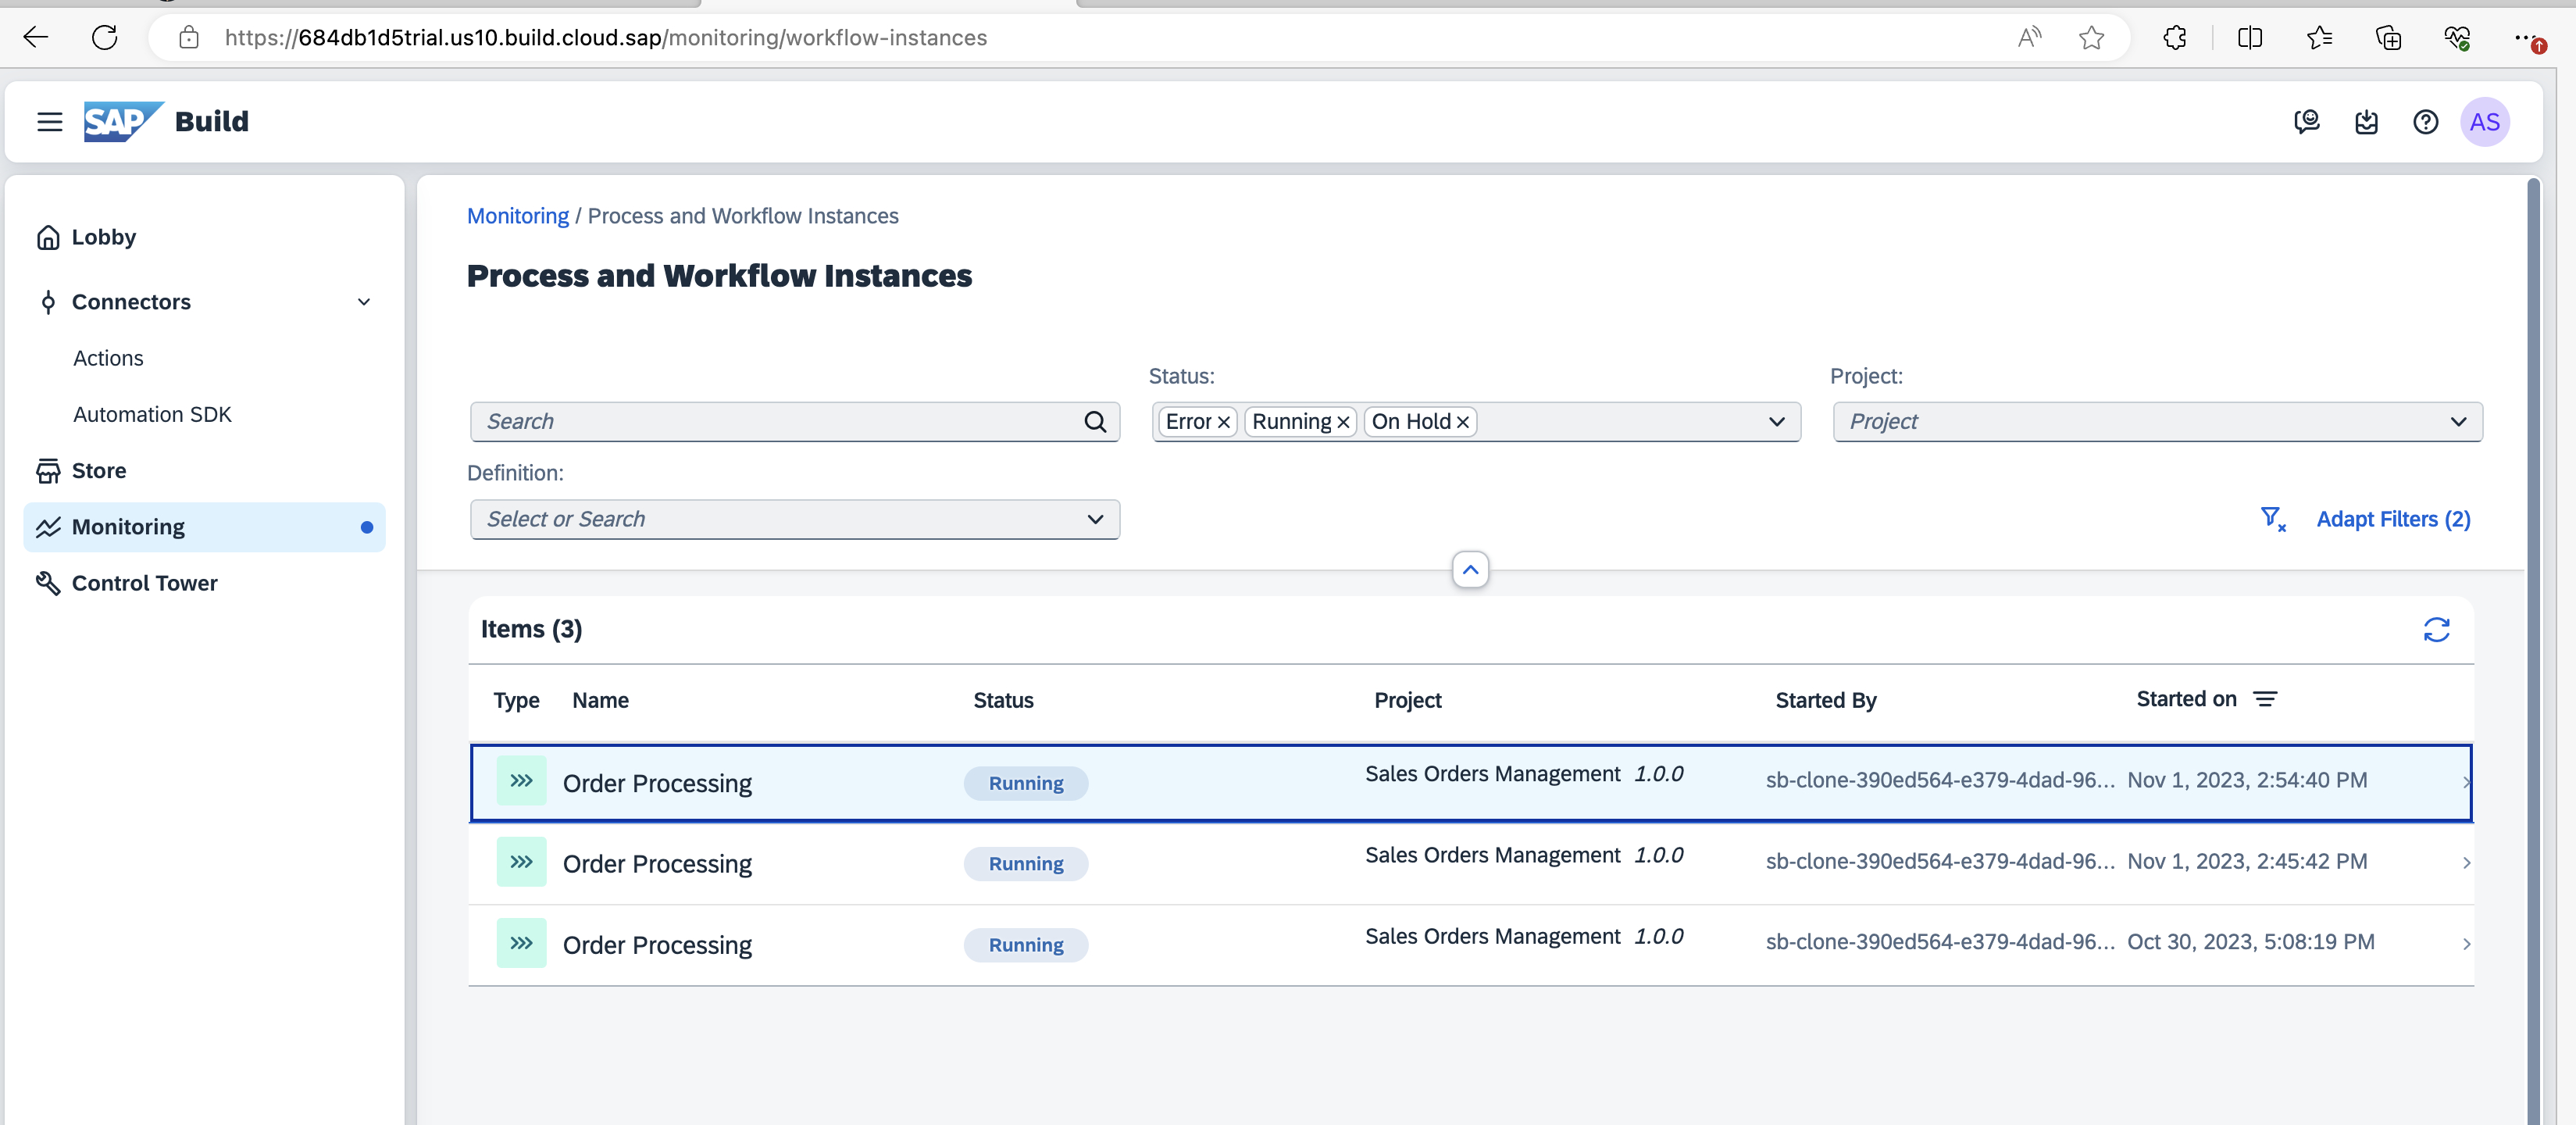 https://684db1d5trial.us10.build.cloud.sap/monitoring/workflow-instances
SAP Build
AS
Lobby
Connectors
Actions
Automation SDK
Store
Monitoring
Control Tower
Monitoring / Process and Workflow Instances
Process and Workflow Instances
Status:
Project:
Search
Error
Running
On Hold
Project
Definition:
Select or Search
Adapt Filters (2)
Items (3)
Type Name Status Project Started By Started on
Order Processing Running Sales Orders Management 1.0.0 sb-clone-390ed564-e379-4dad-96... Nov 1, 2023, 2:54:40 PM
Order Processing Running Sales Orders Management 1.0.0 sb-clone-390ed564-e379-4dad-96... Nov 1, 2023, 2:45:42 PM
Order Processing Running Sales Orders Management 1.0.0 sb-clone-390ed564-e379-4dad-96... Oct 30, 2023, 5:08:19 PM